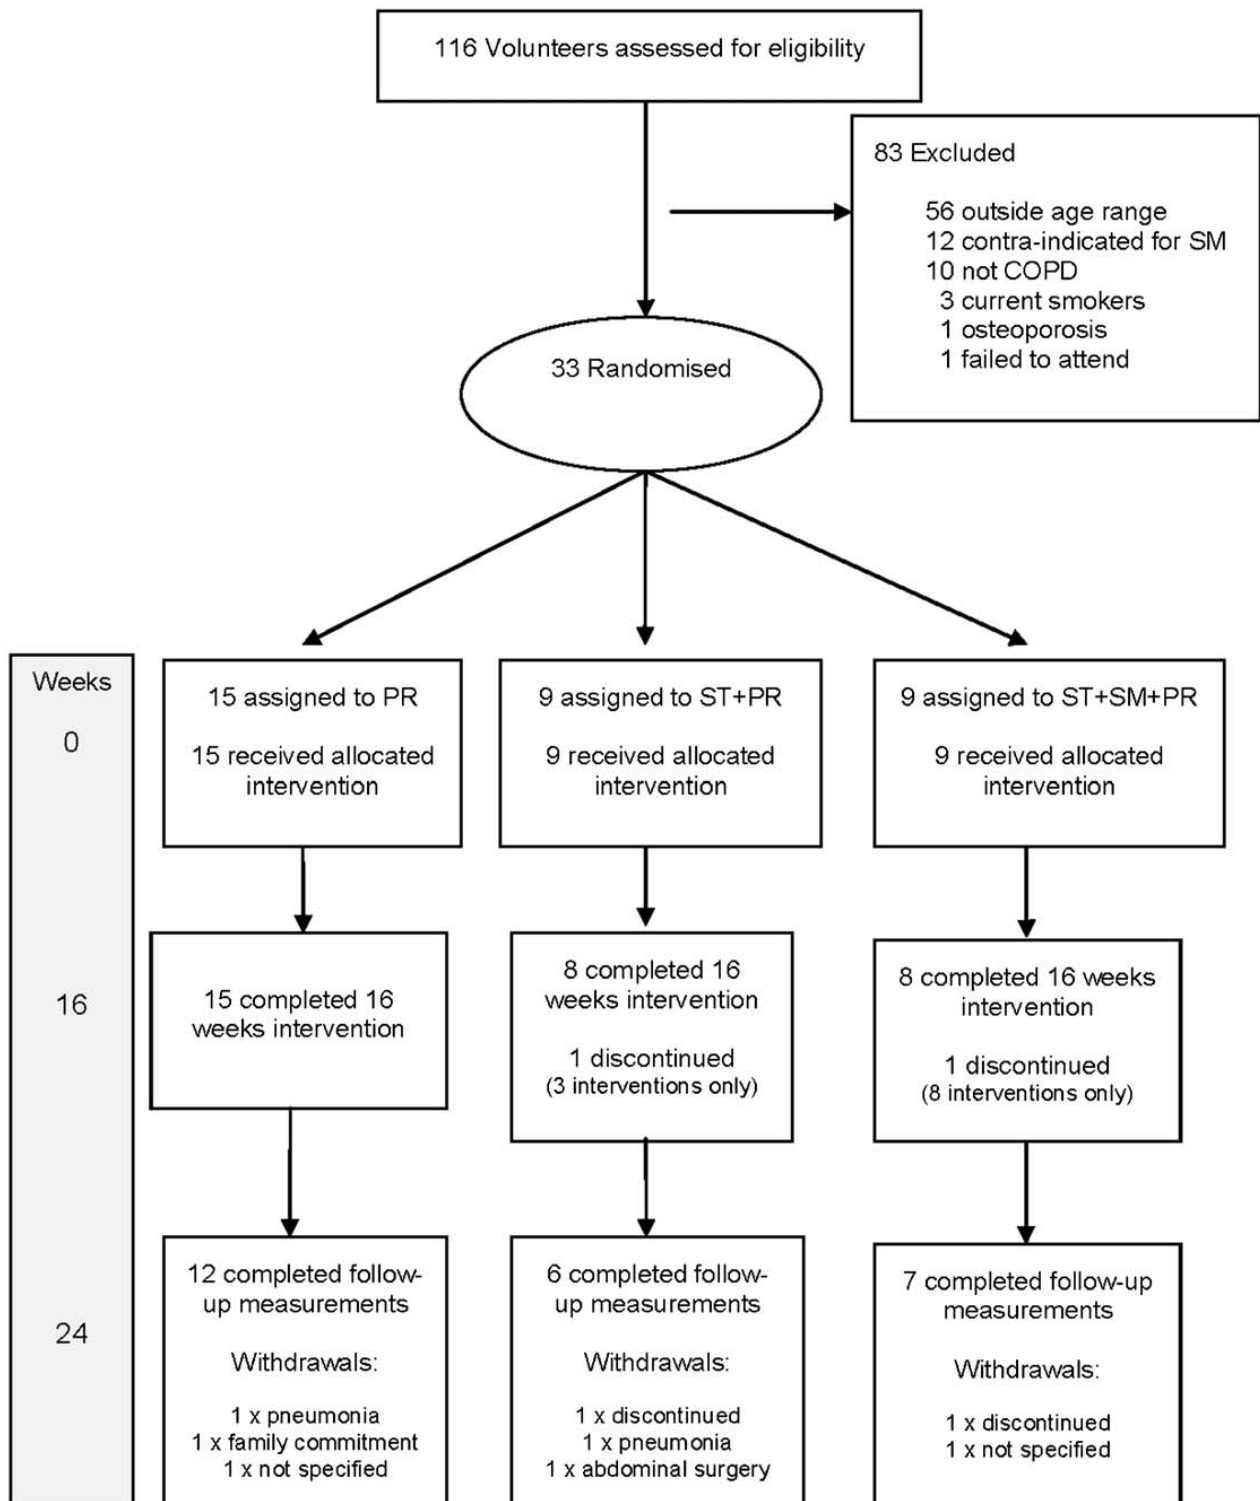 116 Volunteers assessed for eligibility
83 Excluded
56 outside age range
12 contra-indicated for SM
10 not COPD
3 current smokers
1 osteoporosis
1 failed to attend
33 Randomised
Weeks
0
15 assigned to PR
15 received allocated
intervention
9 assigned to ST+PR
9 received allocated
intervention
9 assigned to ST+SM+PR
9 received allocated
intervention
16
15 completed 16
weeks intervention
8 completed 16
weeks intervention
1 discontinued
(3 interventions only)
8 completed 16 weeks
intervention
1 discontinued
(8 interventions only)
24
12 completed follow-
up measurements
Withdrawals:
1 x pneumonia
1 x family commitment
1 x not specified
6 completed follow-
up measurements
Withdrawals:
1 x discontinued
1 x pneumonia
1 x abdominal surgery
7 completed follow-up
measurements
Withdrawals:
1 x discontinued
1 x not specified